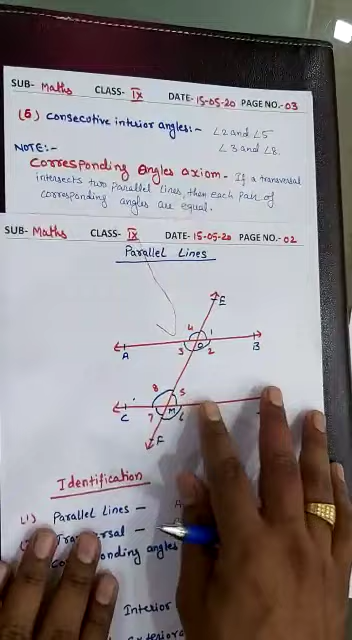 SUB- Maths CLASS- IX DATE- 15-05-20 PAGE NO.- 03
(5) Consecutive interior angles:- ∠2 and ∠5
∠3 and ∠8.
NOTE:-
Corresponding Angles axiom- If a transversal
intersects two parallel lines, then each pair of
corresponding angles are equal.
SUB- Maths CLASS- IX DATE- 15-05-20 PAGE NO.- 02
Parallel Lines
E
4 1
A 3 O 2 B
8 5
C 7 M 6
F
Identification
(1) Parallel Lines -
angles
Interior